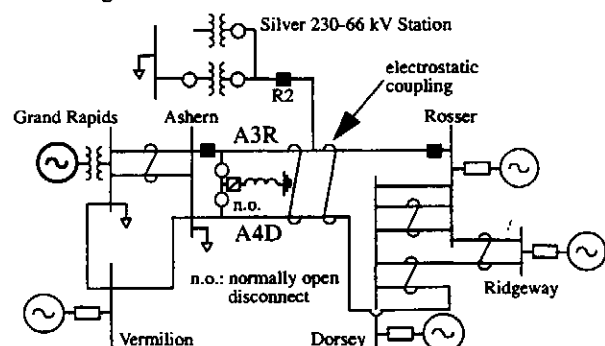 Silver 230-66 kV Station
electrostatic
coupling
R2
Grand Rapids
Ashern
A3R
Rosser
n.o.
A4D
n.o.: normally open
disconnect
Ridgeway
Vermilion
Dorsey